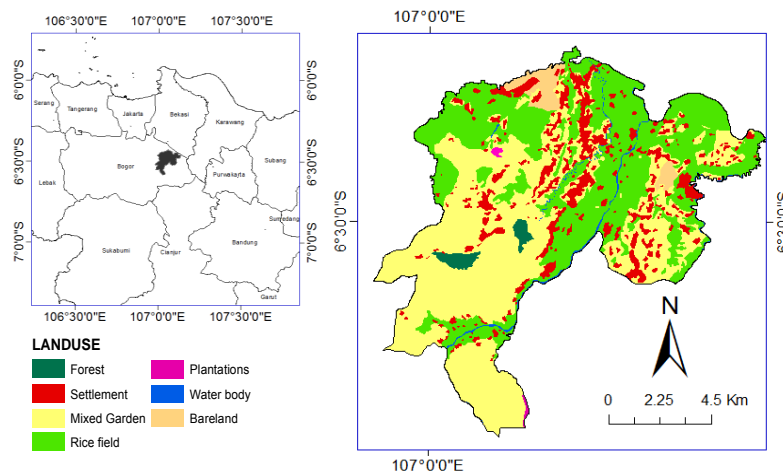 106°30'0"E 107°0'0"E 107°30'0"E
6°0'0"S
6°30'0"S
7°0'0"S
6°0'0"S
6°30'0"S
7°0'0"S
Serang
Tangerang
Jakarta
Bekasi
Karawang
Bogor
Subang
Lebak
Purwakarta
Sumedang
Sukabumi
Cianjur
Bandung
Garut
106°30'0"E 107°0'0"E 107°30'0"E
LANDUSE
Forest
Settlement
Mixed Garden
Rice field
Plantations
Water body
Bareland
107°0'0"E
6°30'0"S
6°30'0"S
N
0 2.25 4.5 Km
107°0'0"E